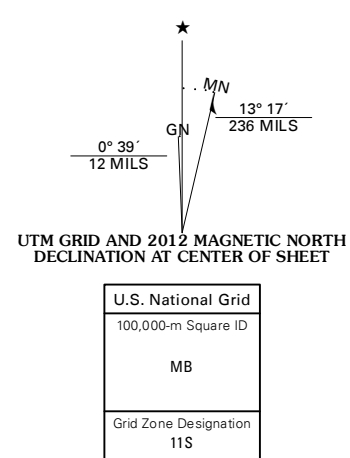 MN
13° 17´
236 MILS
GN
0° 39´
12 MILS
UTM GRID AND 2012 MAGNETIC NORTH
DECLINATION AT CENTER OF SHEET
U.S. National Grid
100,000-m Square ID
MB
Grid Zone Designation
11S